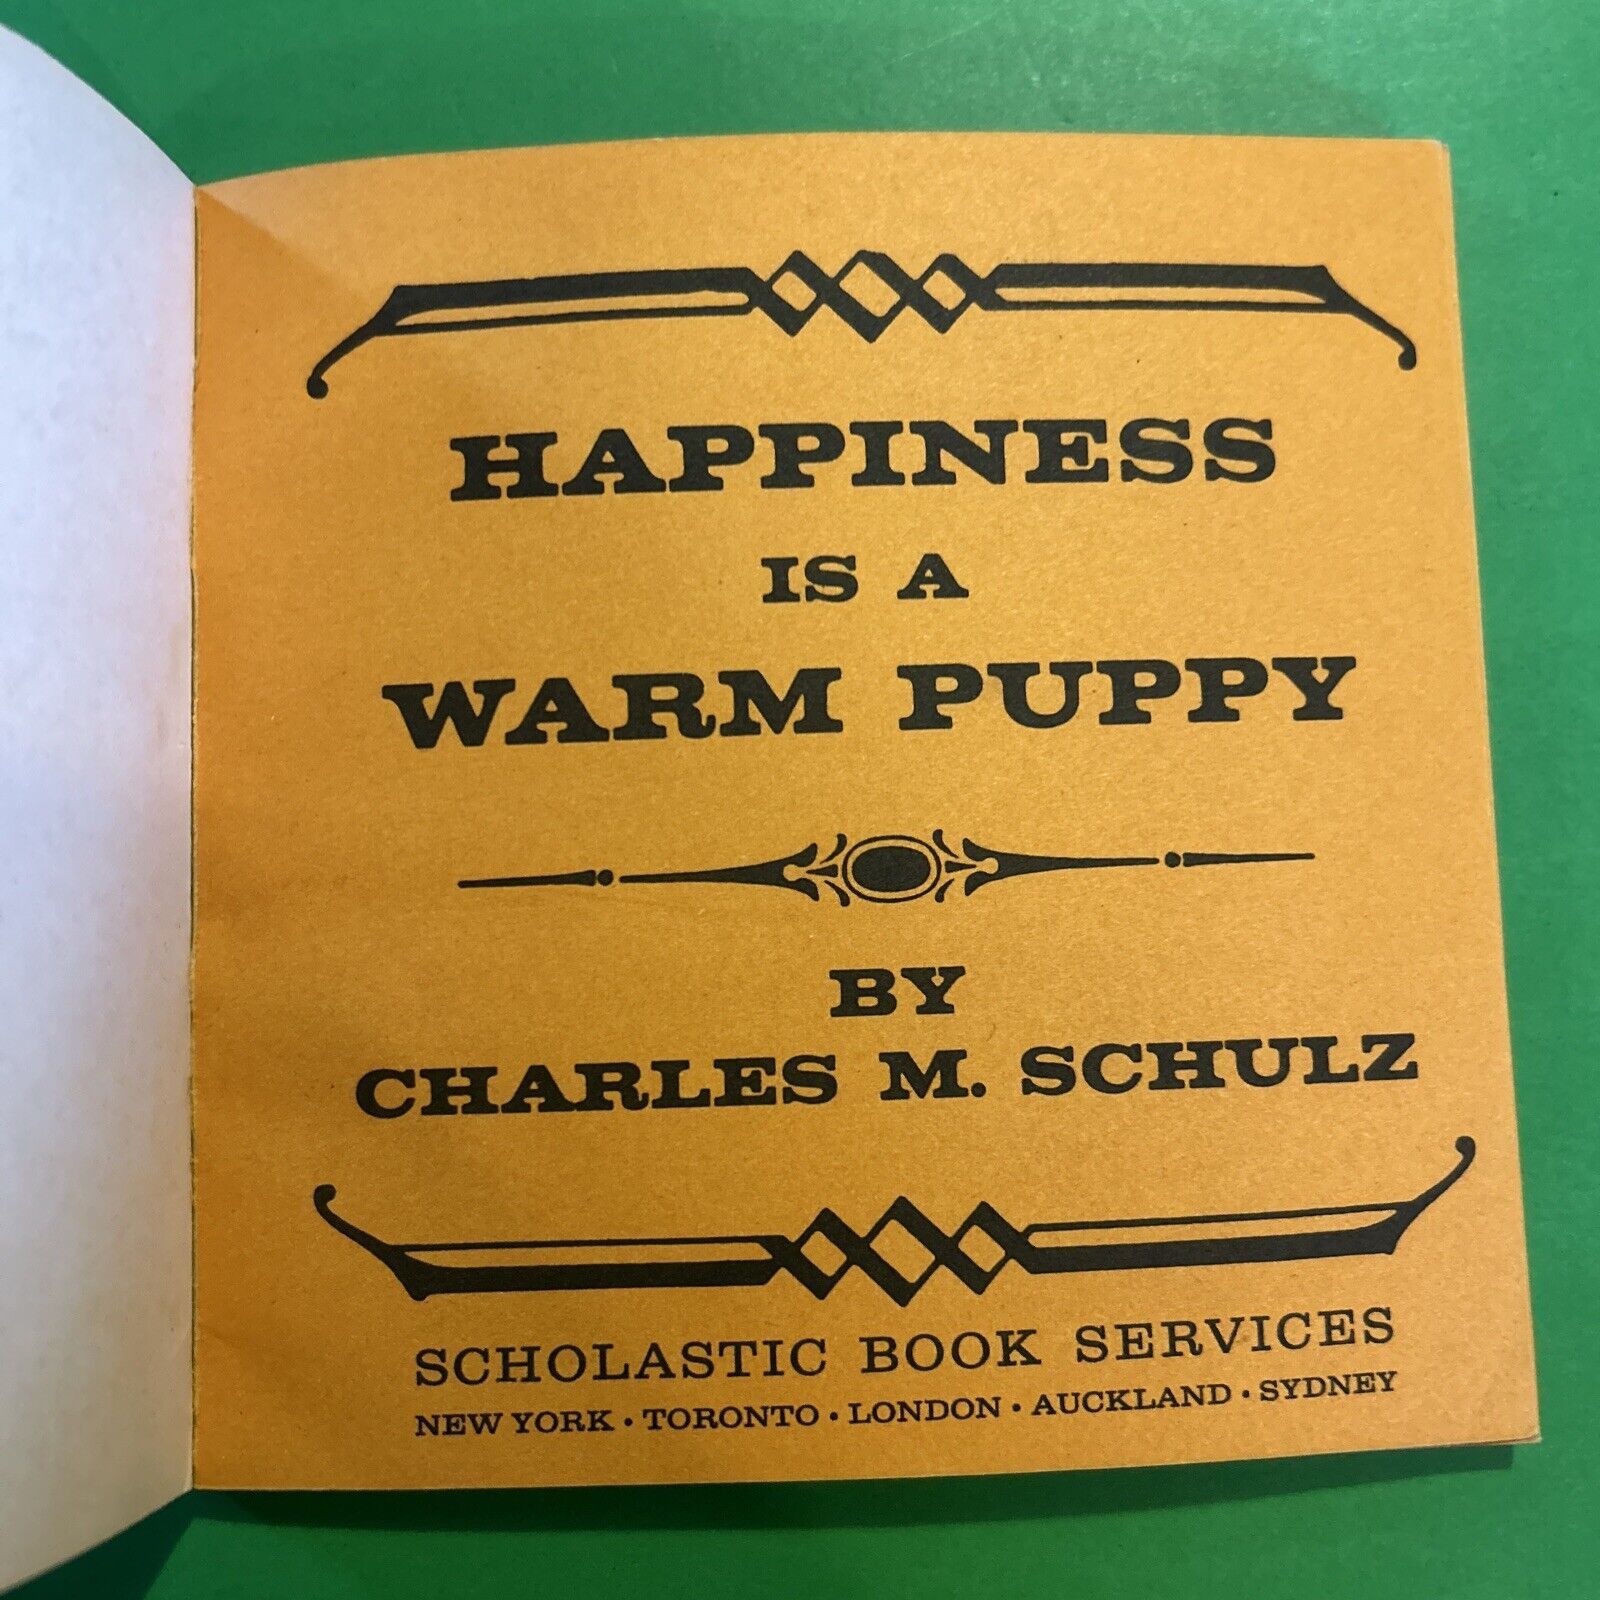 HAPPINESS
IS A
WARM PUPPY
BY
CHARLES M. SCHULZ
SCHOLASTIC BOOK SERVICES
NEW YORK • TORONTO • LONDON • AUCKLAND • SYDNEY